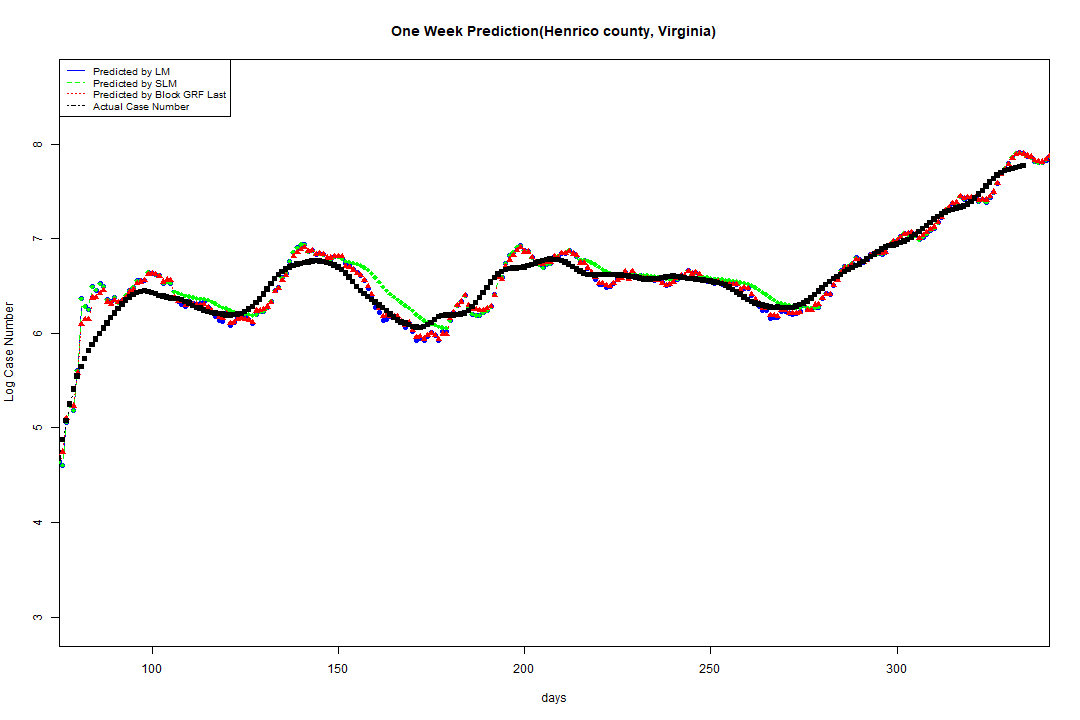 One Week Prediction(Henrico county, Virginia)
Predicted by LM
Predicted by SLM
Predicted by Block GRF Last
Actual Case Number
8
7
6
5
4
3
Log Case Number
100 150 200 250 300
days